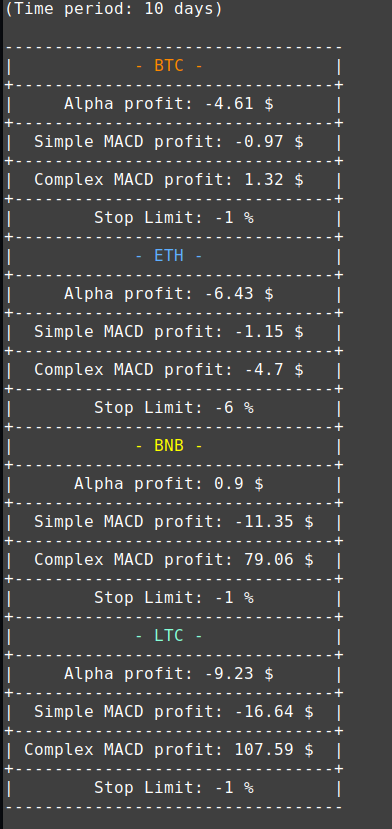 (Time period: 10 days)
----------------------------------
|            - BTC -             |
+--------------------------------+
|     Alpha profit: -4.61 $      |
+--------------------------------+
|  Simple MACD profit: -0.97 $   |
+--------------------------------+
|  Complex MACD profit: 1.32 $   |
+--------------------------------+
|        Stop Limit: -1 %        |
+--------------------------------+
|            - ETH -             |
+--------------------------------+
|     Alpha profit: -6.43 $      |
+--------------------------------+
|  Simple MACD profit: -1.15 $   |
+--------------------------------+
|  Complex MACD profit: -4.7 $   |
+--------------------------------+
|        Stop Limit: -6 %        |
+--------------------------------+
|            - BNB -             |
+--------------------------------+
|      Alpha profit: 0.9 $       |
+--------------------------------+
|  Simple MACD profit: -11.35 $  |
+--------------------------------+
|  Complex MACD profit: 79.06 $  |
+--------------------------------+
|        Stop Limit: -1 %        |
+--------------------------------+
|            - LTC -             |
+--------------------------------+
|     Alpha profit: -9.23 $      |
+--------------------------------+
|  Simple MACD profit: -16.64 $  |
+--------------------------------+
| Complex MACD profit: 107.59 $  |
+--------------------------------+
|        Stop Limit: -1 %        |
----------------------------------